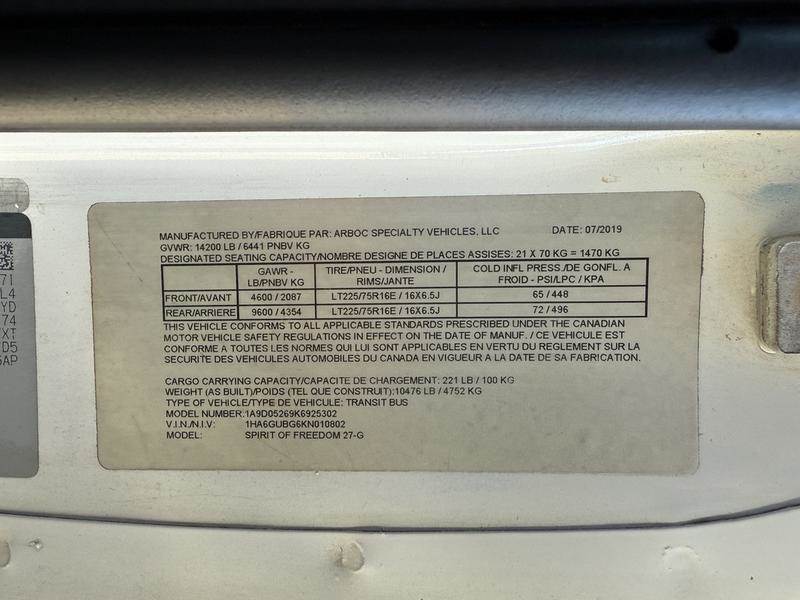 MANUFACTURED BY/FABRIQUE PAR: ARBOC SPECIALTY VEHICLES, LLC DATE: 07/2019
GVWR: 14200 LB / 6441 PNBV KG
DESIGNATED SEATING CAPACITY/NOMBRE DESIGNE DE PLACES ASSISES: 21 X 70 KG = 1470 KG
GAWR - LB/PNBV KG TIRE/PNEU - DIMENSION / RIMS/JANTE COLD INFL PRESS./DE GONFL. A FROID - PSI/LPC / KPA
FRONT/AVANT 4600 / 2087 LT225/75R16E / 16X6.5J 65 / 448
REAR/ARRIERE 9600 / 4354 LT225/75R16E / 16X6.5J 72 / 496
THIS VEHICLE CONFORMS TO ALL APPLICABLE STANDARDS PRESCRIBED UNDER THE CANADIAN
MOTOR VEHICLE SAFETY REGULATIONS IN EFFECT ON THE DATE OF MANUF. / CE VEHICULE EST
CONFORME A TOUTES LES NORMES QUI LUI SONT APPLICABLES EN VERTU DU REGLEMENT SUR LA
SECURITE DES VEHICULES AUTOMOBILES DU CANADA EN VIGUEUR A LA DATE DE SA FABRICATION.
CARGO CARRYING CAPACITY/CAPACITE DE CHARGEMENT: 221 LB / 100 KG
WEIGHT (AS BUILT)/POIDS (TEL QUE CONSTRUIT):10476 LB / 4752 KG
TYPE OF VEHICLE/TYPE DE VEHICULE: TRANSIT BUS
MODEL NUMBER:1A9D05269K6925302
V.I.N./N.I.V: 1HA6GUBG6KN010802
MODEL: SPIRIT OF FREEDOM 27-G
71
L4
YD
74
XT
D5
AP